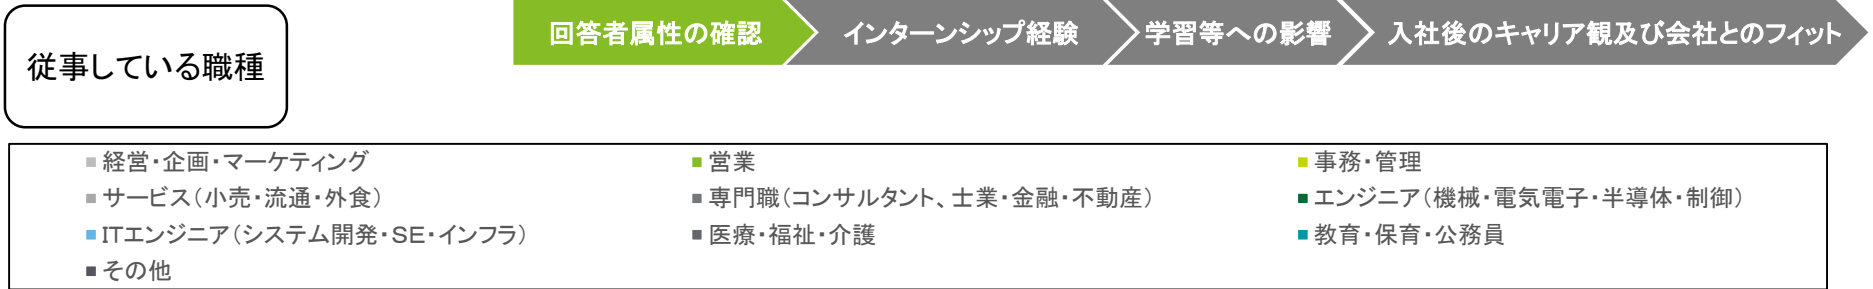 従事している職種
回答者属性の確認
インターンシップ経験
学習等への影響
入社後のキャリア観及び会社とのフィット
経営・企画・マーケティング
営業
事務・管理
サービス（小売・流通・外食）
専門職（コンサルタント、士業・金融・不動産）
エンジニア（機械・電気電子・半導体・制御）
ITエンジニア（システム開発・SE・インフラ）
医療・福祉・介護
教育・保育・公務員
その他